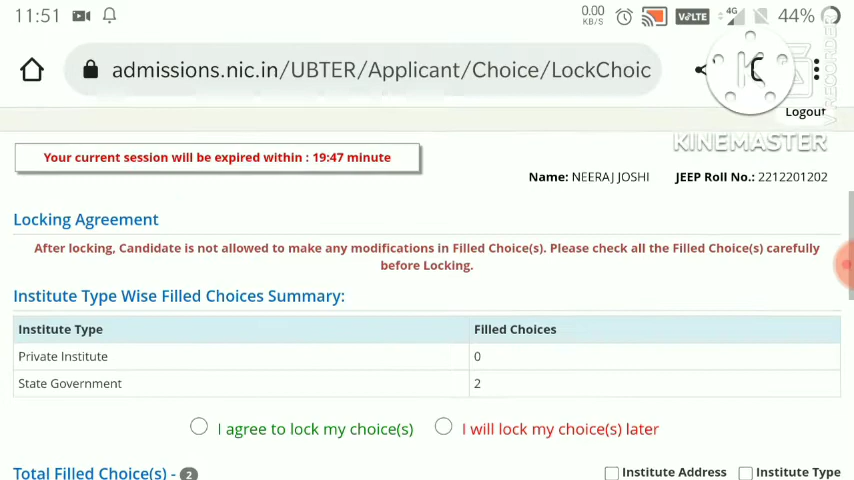 11:51 0.00 KB/S VoLTE 4G 44%
admissions.nic.in/UBTER/Applicant/Choice/LockChoic
Logout
KINEMASTER
V RECORDER
Your current session will be expired within : 19:47 minute
Name: NEERAJ JOSHI JEEP Roll No.: 2212201202
Locking Agreement
After locking, Candidate is not allowed to make any modifications in Filled Choice(s). Please check all the Filled Choice(s) carefully
before Locking.
Institute Type Wise Filled Choices Summary:
Institute Type Filled Choices
Private Institute 0
State Government 2
I agree to lock my choice(s) I will lock my choice(s) later
Total Filled Choice(s) - 2 Institute Address Institute Type